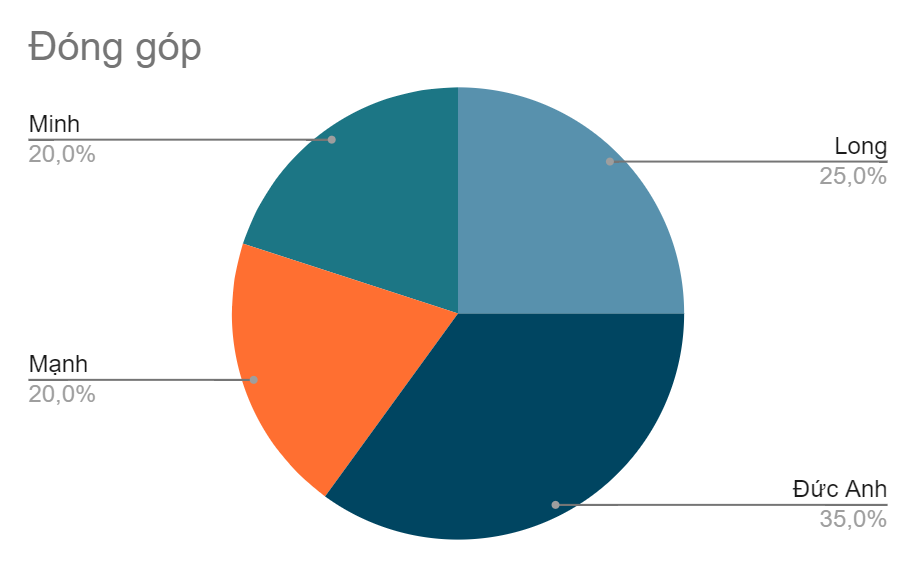 Đóng góp
Minh
20,0%
Long
25,0%
Mạnh
20,0%
Đức Anh
35,0%